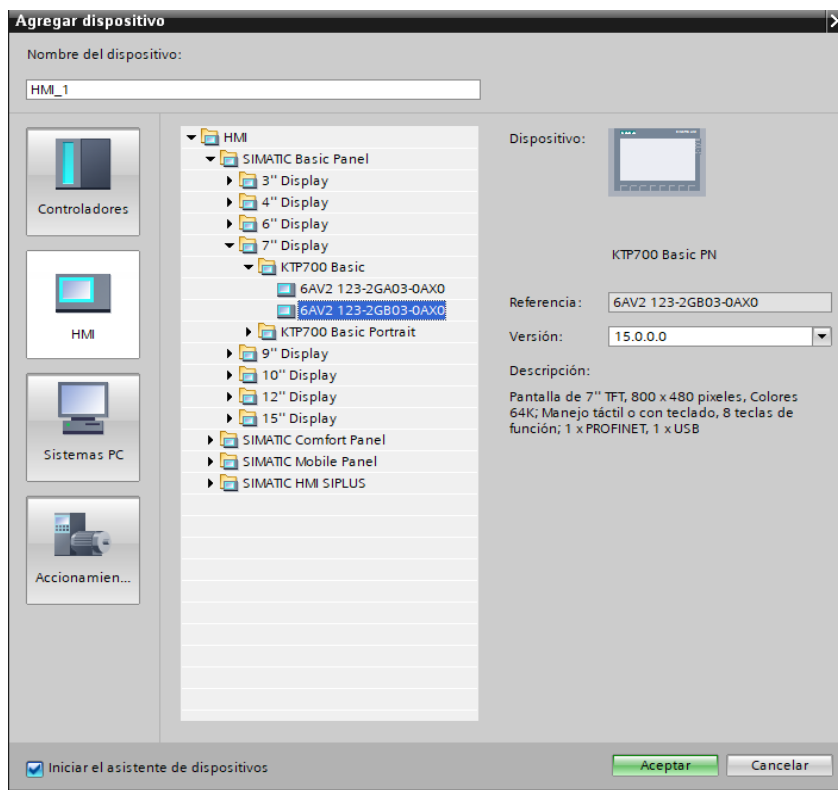 Agregar dispositivo
Nombre del dispositivo:
HMI_1
Controladores
HMI
Sistemas PC
Accionamien...
HMI
SIMATIC Basic Panel
3'' Display
4'' Display
6'' Display
7'' Display
KTP700 Basic
6AV2 123-2GA03-0AX0
6AV2 123-2GB03-0AX0
KTP700 Basic Portrait
9'' Display
10'' Display
12'' Display
15'' Display
SIMATIC Comfort Panel
SIMATIC Mobile Panel
SIMATIC HMI SIPLUS
Dispositivo:
KTP700 Basic PN
Referencia:
6AV2 123-2GB03-0AX0
Versión:
15.0.0.0
Descripción:
Pantalla de 7'' TFT, 800 x 480 pixeles, Colores
64K; Manejo táctil o con teclado, 8 teclas de
función; 1 x PROFINET, 1 x USB
Iniciar el asistente de dispositivos
Aceptar
Cancelar